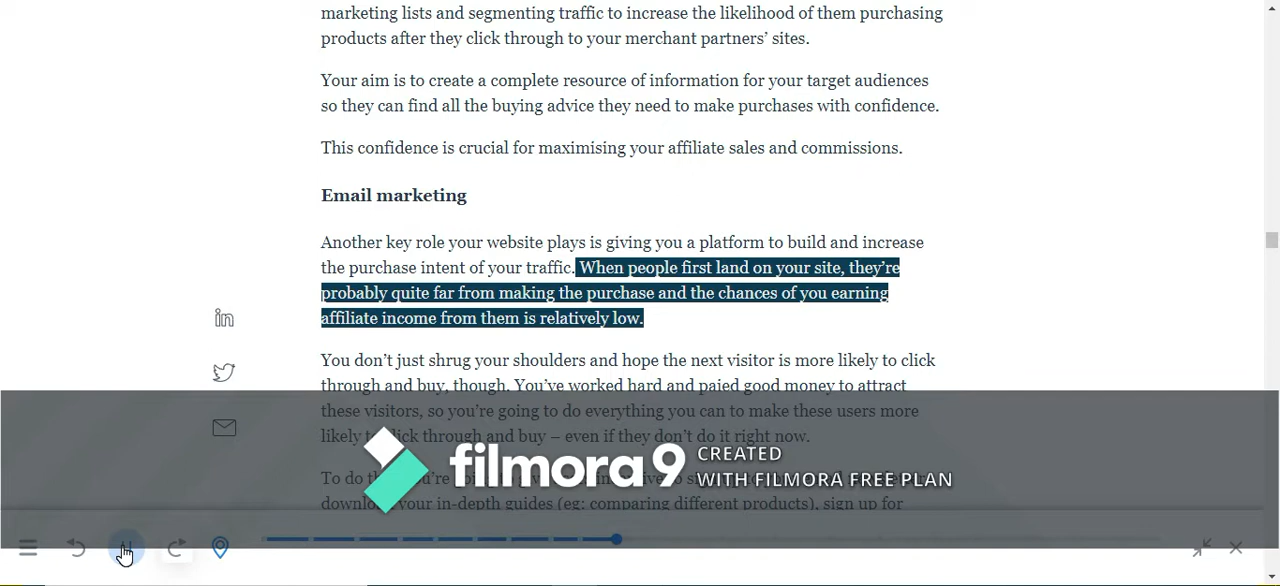 marketing lists and segmenting traffic to increase the likelihood of them purchasing
products after they click through to your merchant partners' sites.
Your aim is to create a complete resource of information for your target audiences
so they can find all the buying advice they need to make purchases with confidence.
This confidence is crucial for maximising your affiliate sales and commissions.
Email marketing
Another key role your website plays is giving you a platform to build and increase
the purchase intent of your traffic. When people first land on your site, they're
probably quite far from making the purchase and the chances of you earning
affiliate income from them is relatively low.
You don't just shrug your shoulders and hope the next visitor is more likely to click
through and buy, though. You've worked hard and paied good money to attract
these visitors, so you're going to do everything you can to make these users more
likely click through and buy – even if they don't do it right now.
filmora9 CREATED
WITH FILMORA FREE PLAN
To do
your in-depth guides (eg: comparing different products), sign up for